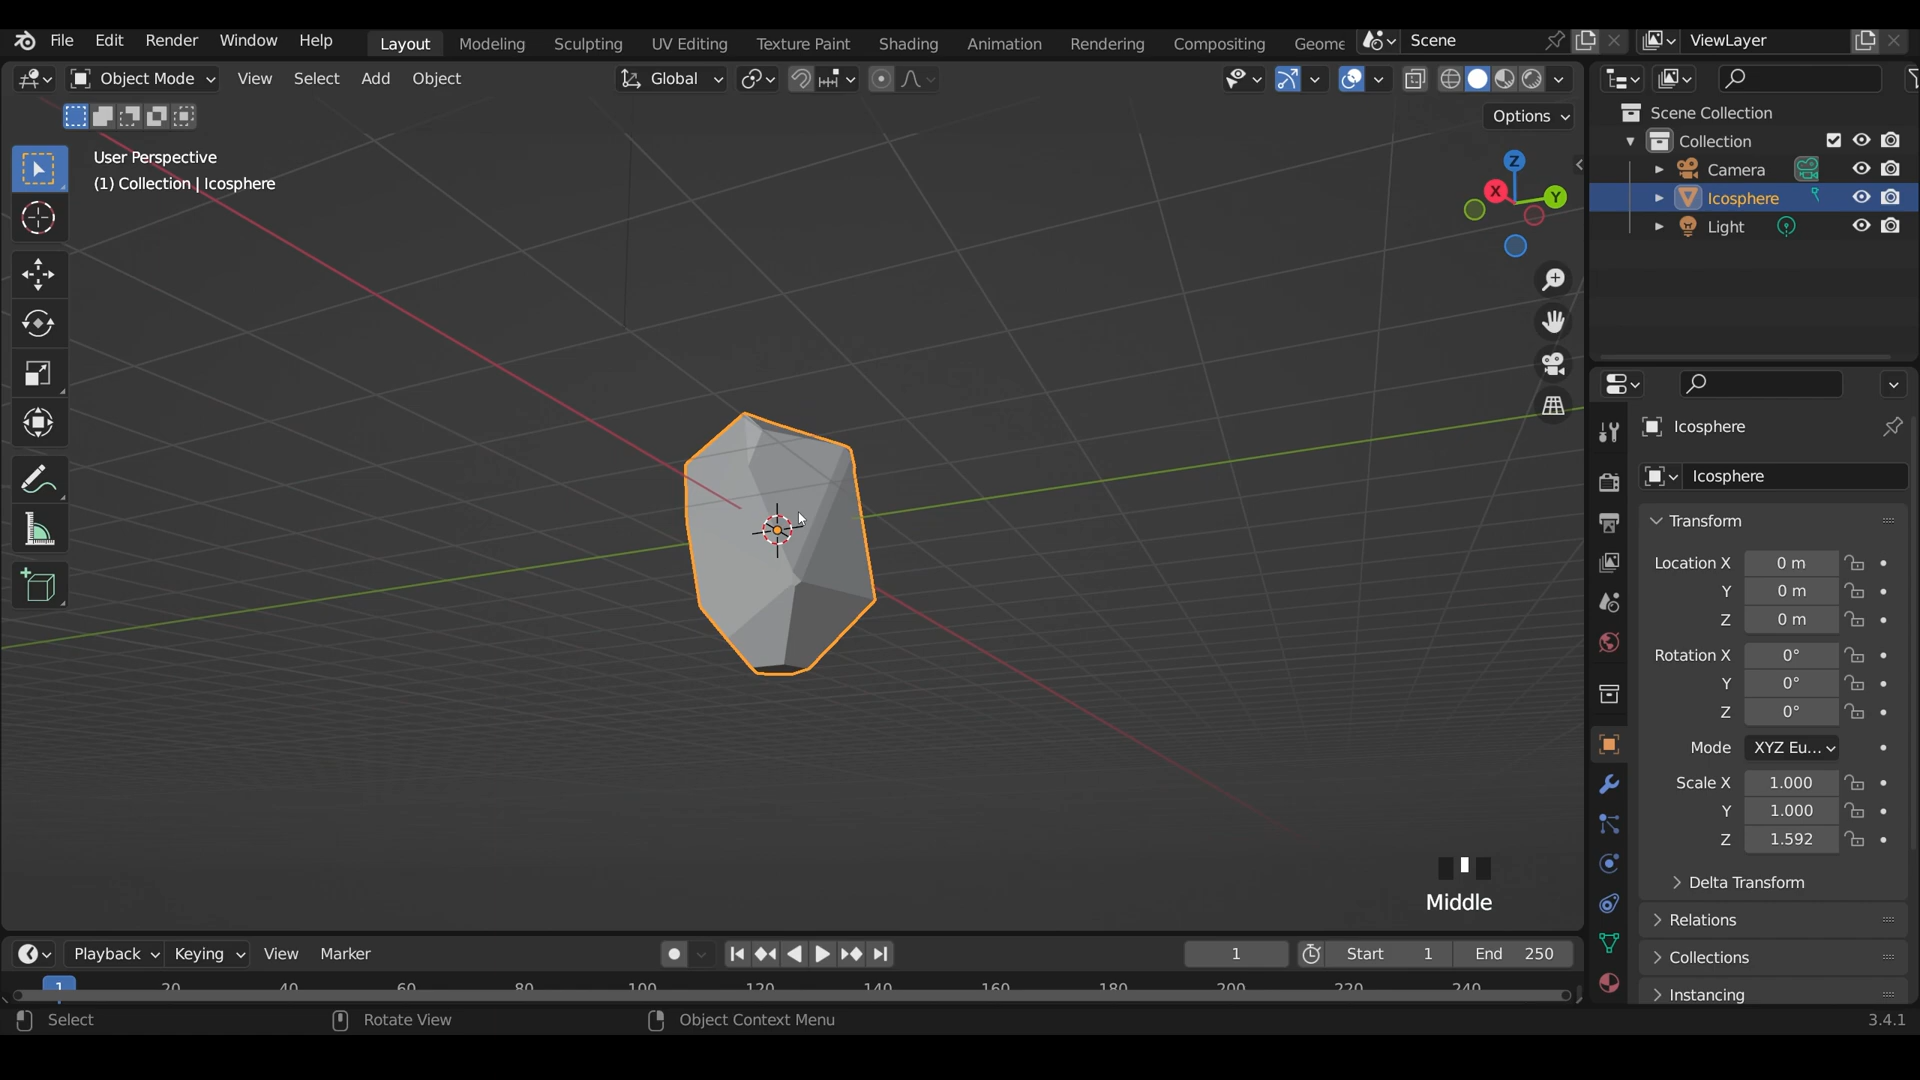 File Edit Render Window Help Layout Modeling Sculpting UV Editing Texture Paint Shading Animation Rendering Compositing Geome Scene ViewLayer
Object Mode View Select Add Object Global
Options
User Perspective
(1) Collection | Icosphere
Z
X
Y
Scene Collection
Collection
Camera
Icosphere
Light
Icosphere
Icosphere
Transform
Location X 0 m
Y 0 m
Z 0 m
Rotation X 0°
Y 0°
Z 0°
Mode XYZ Eu...
Scale X 1.000
Y 1.000
Z 1.592
Delta Transform
Relations
Collections
Instancing
Middle
Playback Keying View Marker 1 Start 1 End 250
1 20 40 60 80 100 120 140 160 180 200 220 240
Select Rotate View Object Context Menu 3.4.1